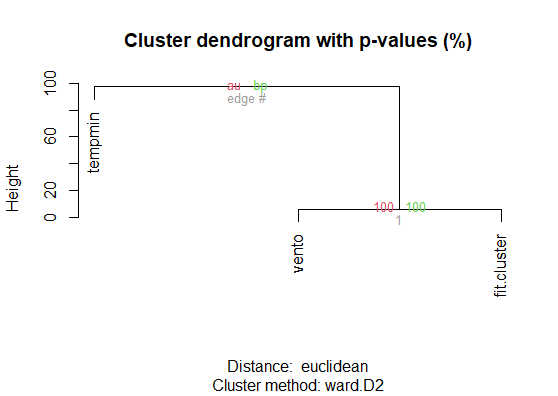 Cluster dendrogram with p-values (%)
Height
0
20
60
100
tempmin
au
bp
edge #
vento
100
100
1
fit.cluster
Distance:  euclidean
Cluster method: ward.D2